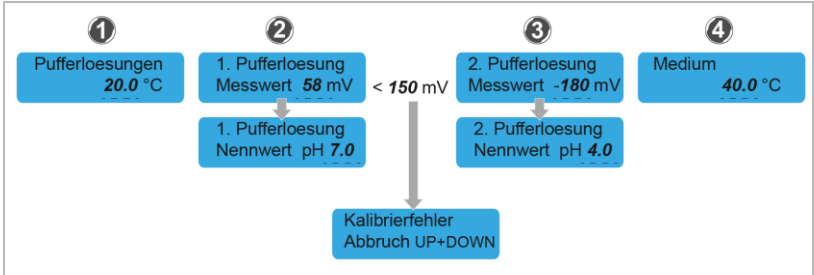 1
Pufferloesungen
20.0 °C
2
1. Pufferloesung
Messwert 58 mV
1. Pufferloesung
Nennwert pH 7.0
< 150 mV
Kalibrierfehler
Abbruch UP+DOWN
3
2. Pufferloesung
Messwert -180 mV
2. Pufferloesung
Nennwert pH 4.0
4
Medium
40.0 °C